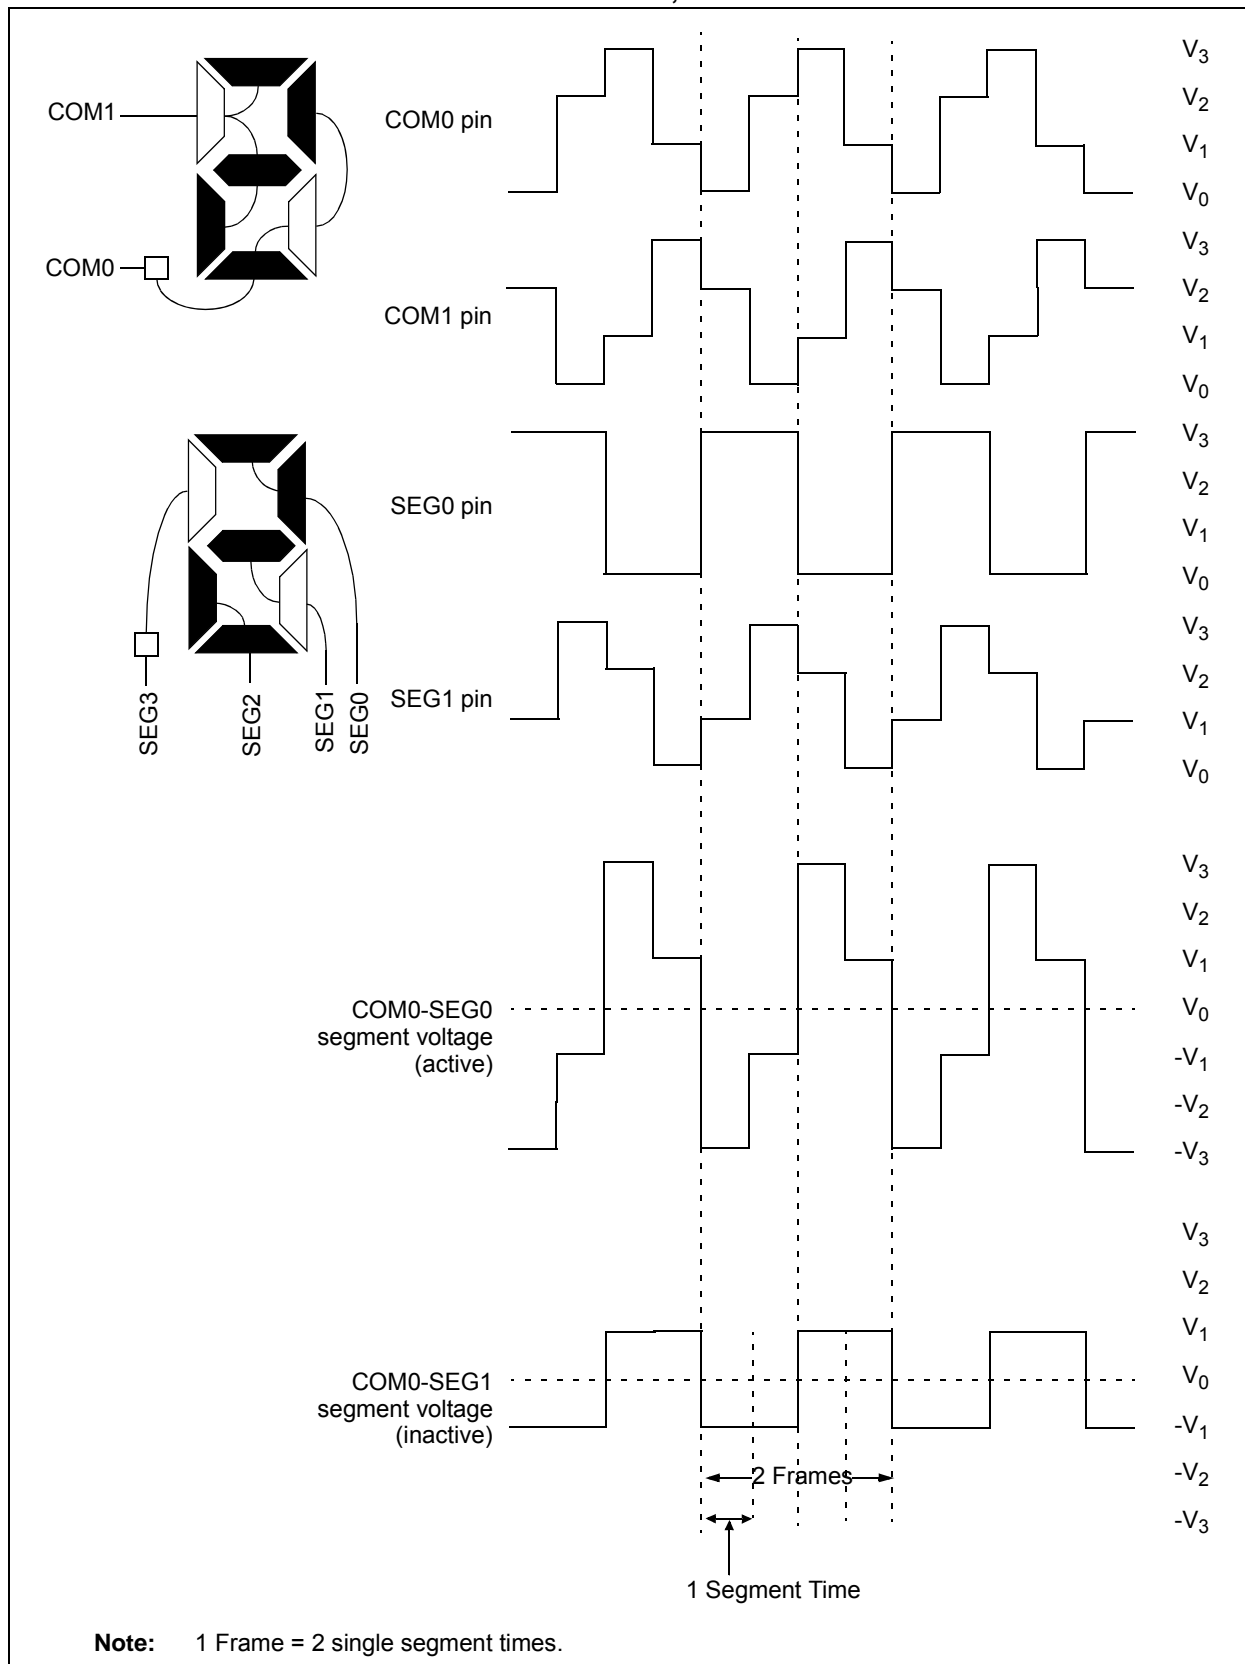 COM1
COM0
COM0 pin
V3
V2
V1
V0
COM1 pin
V3
V2
V1
V0
SEG0 pin
V3
V2
V1
V0
SEG3
SEG2
SEG1
SEG0
SEG1 pin
V3
V2
V1
V0
COM0-SEG0
segment voltage
(active)
V3
V2
V1
V0
-V1
-V2
-V3
COM0-SEG1
segment voltage
(inactive)
V3
V2
V1
V0
-V1
-V2
-V3
2 Frames
1 Segment Time
Note: 1 Frame = 2 single segment times.